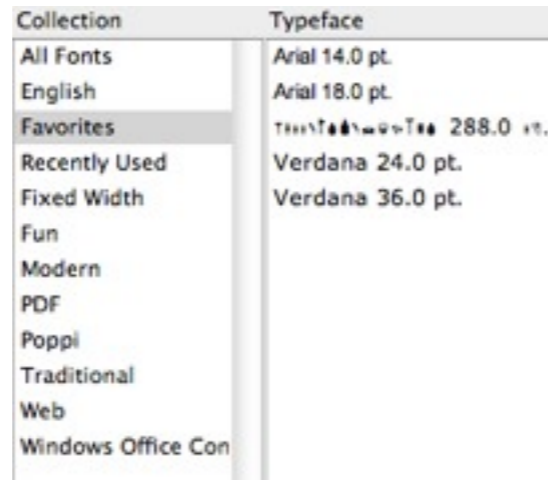 Collection
Typeface
All Fonts
English
Favorites
Recently Used
Fixed Width
Fun
Modern
PDF
Poppi
Traditional
Web
Windows Office Con
Arial 14.0 pt.
Arial 18.0 pt.
288.0
Verdana 24.0 pt.
Verdana 36.0 pt.